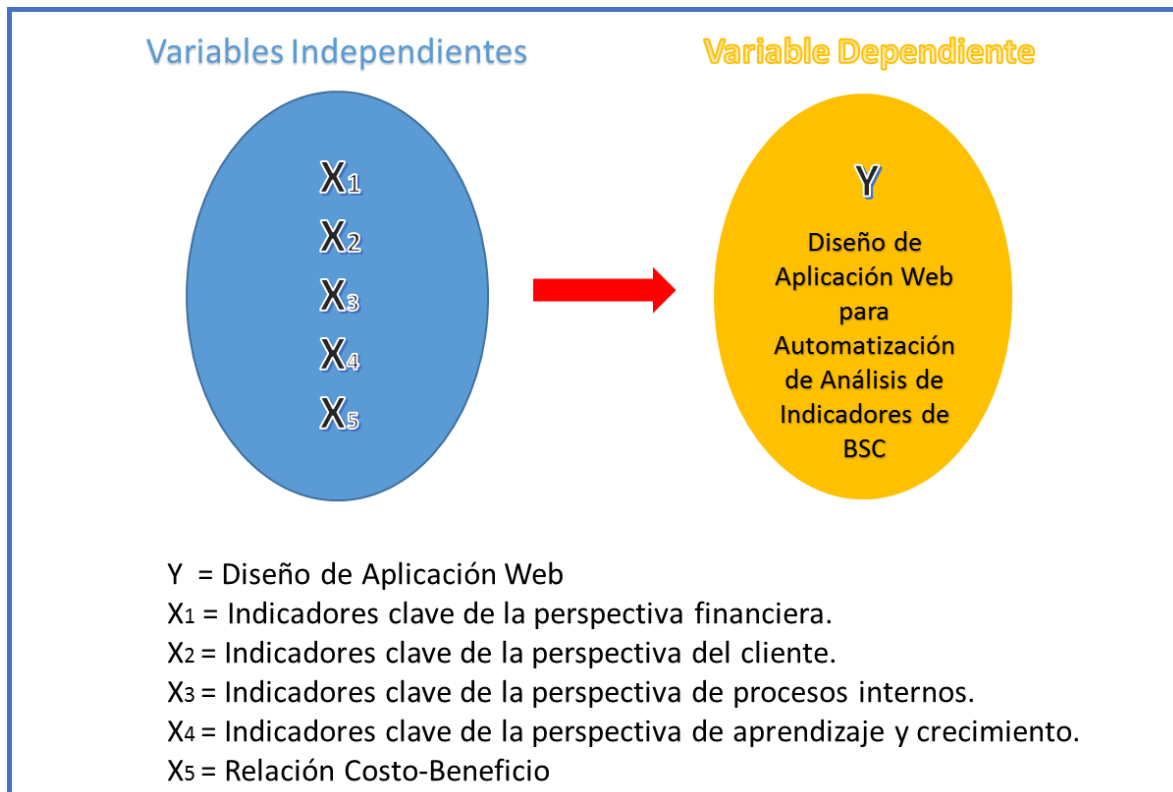 Variables Independientes
Variable Dependiente
X1
X2
X3
X4
X5
Y
Diseño de
Aplicación Web
para
Automatización
de Análisis de
Indicadores de
BSC
Y = Diseño de Aplicación Web
X1 = Indicadores clave de la perspectiva financiera.
X2 = Indicadores clave de la perspectiva del cliente.
X3 = Indicadores clave de la perspectiva de procesos internos.
X4 = Indicadores clave de la perspectiva de aprendizaje y crecimiento.
X5 = Relación Costo-Beneficio